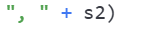 ", " + s2)